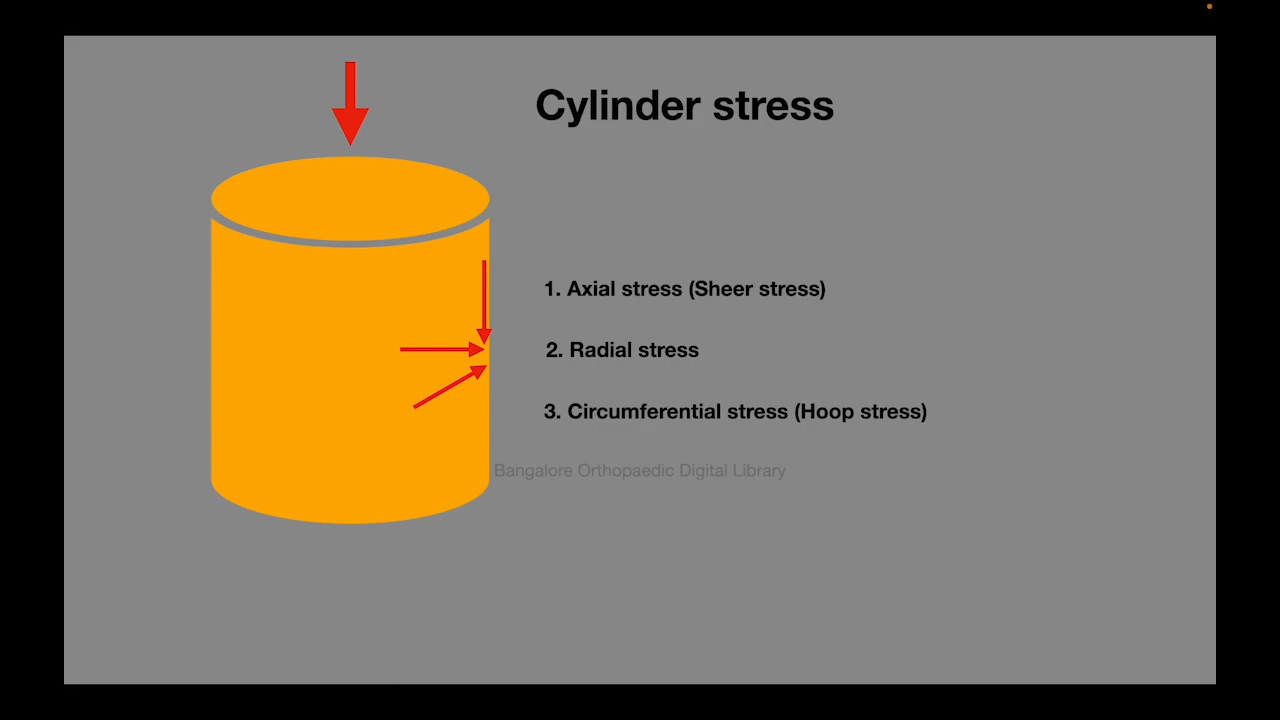 Cylinder stress
1. Axial stress (Sheer stress)
2. Radial stress
3. Circumferential stress (Hoop stress)
Bangalore Orthopaedic Digital Library